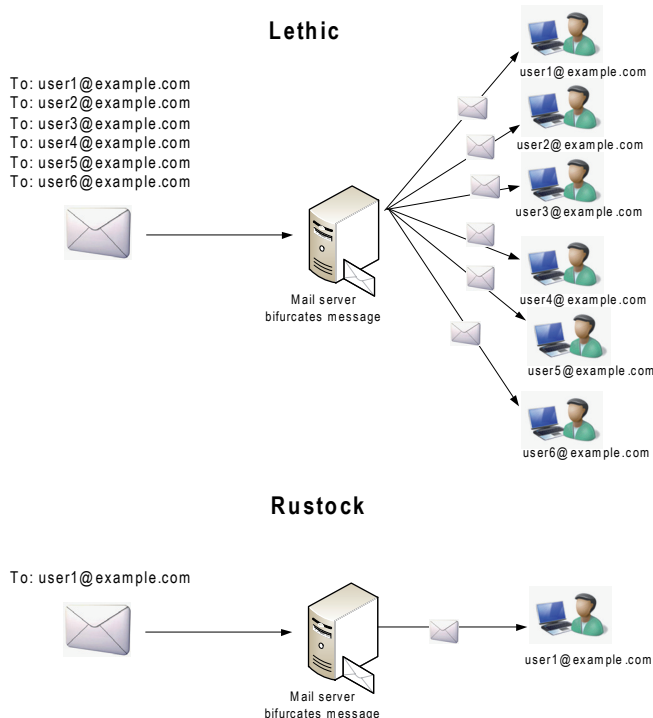 Lethic
To: user1@example.com
To: user2@example.com
To: user3@example.com
To: user4@example.com
To: user5@example.com
To: user6@example.com
Mail server
bifurcates message
user1@example.com
user2@example.com
user3@example.com
user4@example.com
user5@example.com
user6@example.com
Rustock
To: user1@example.com
Mail server
bifurcates message
user1@example.com